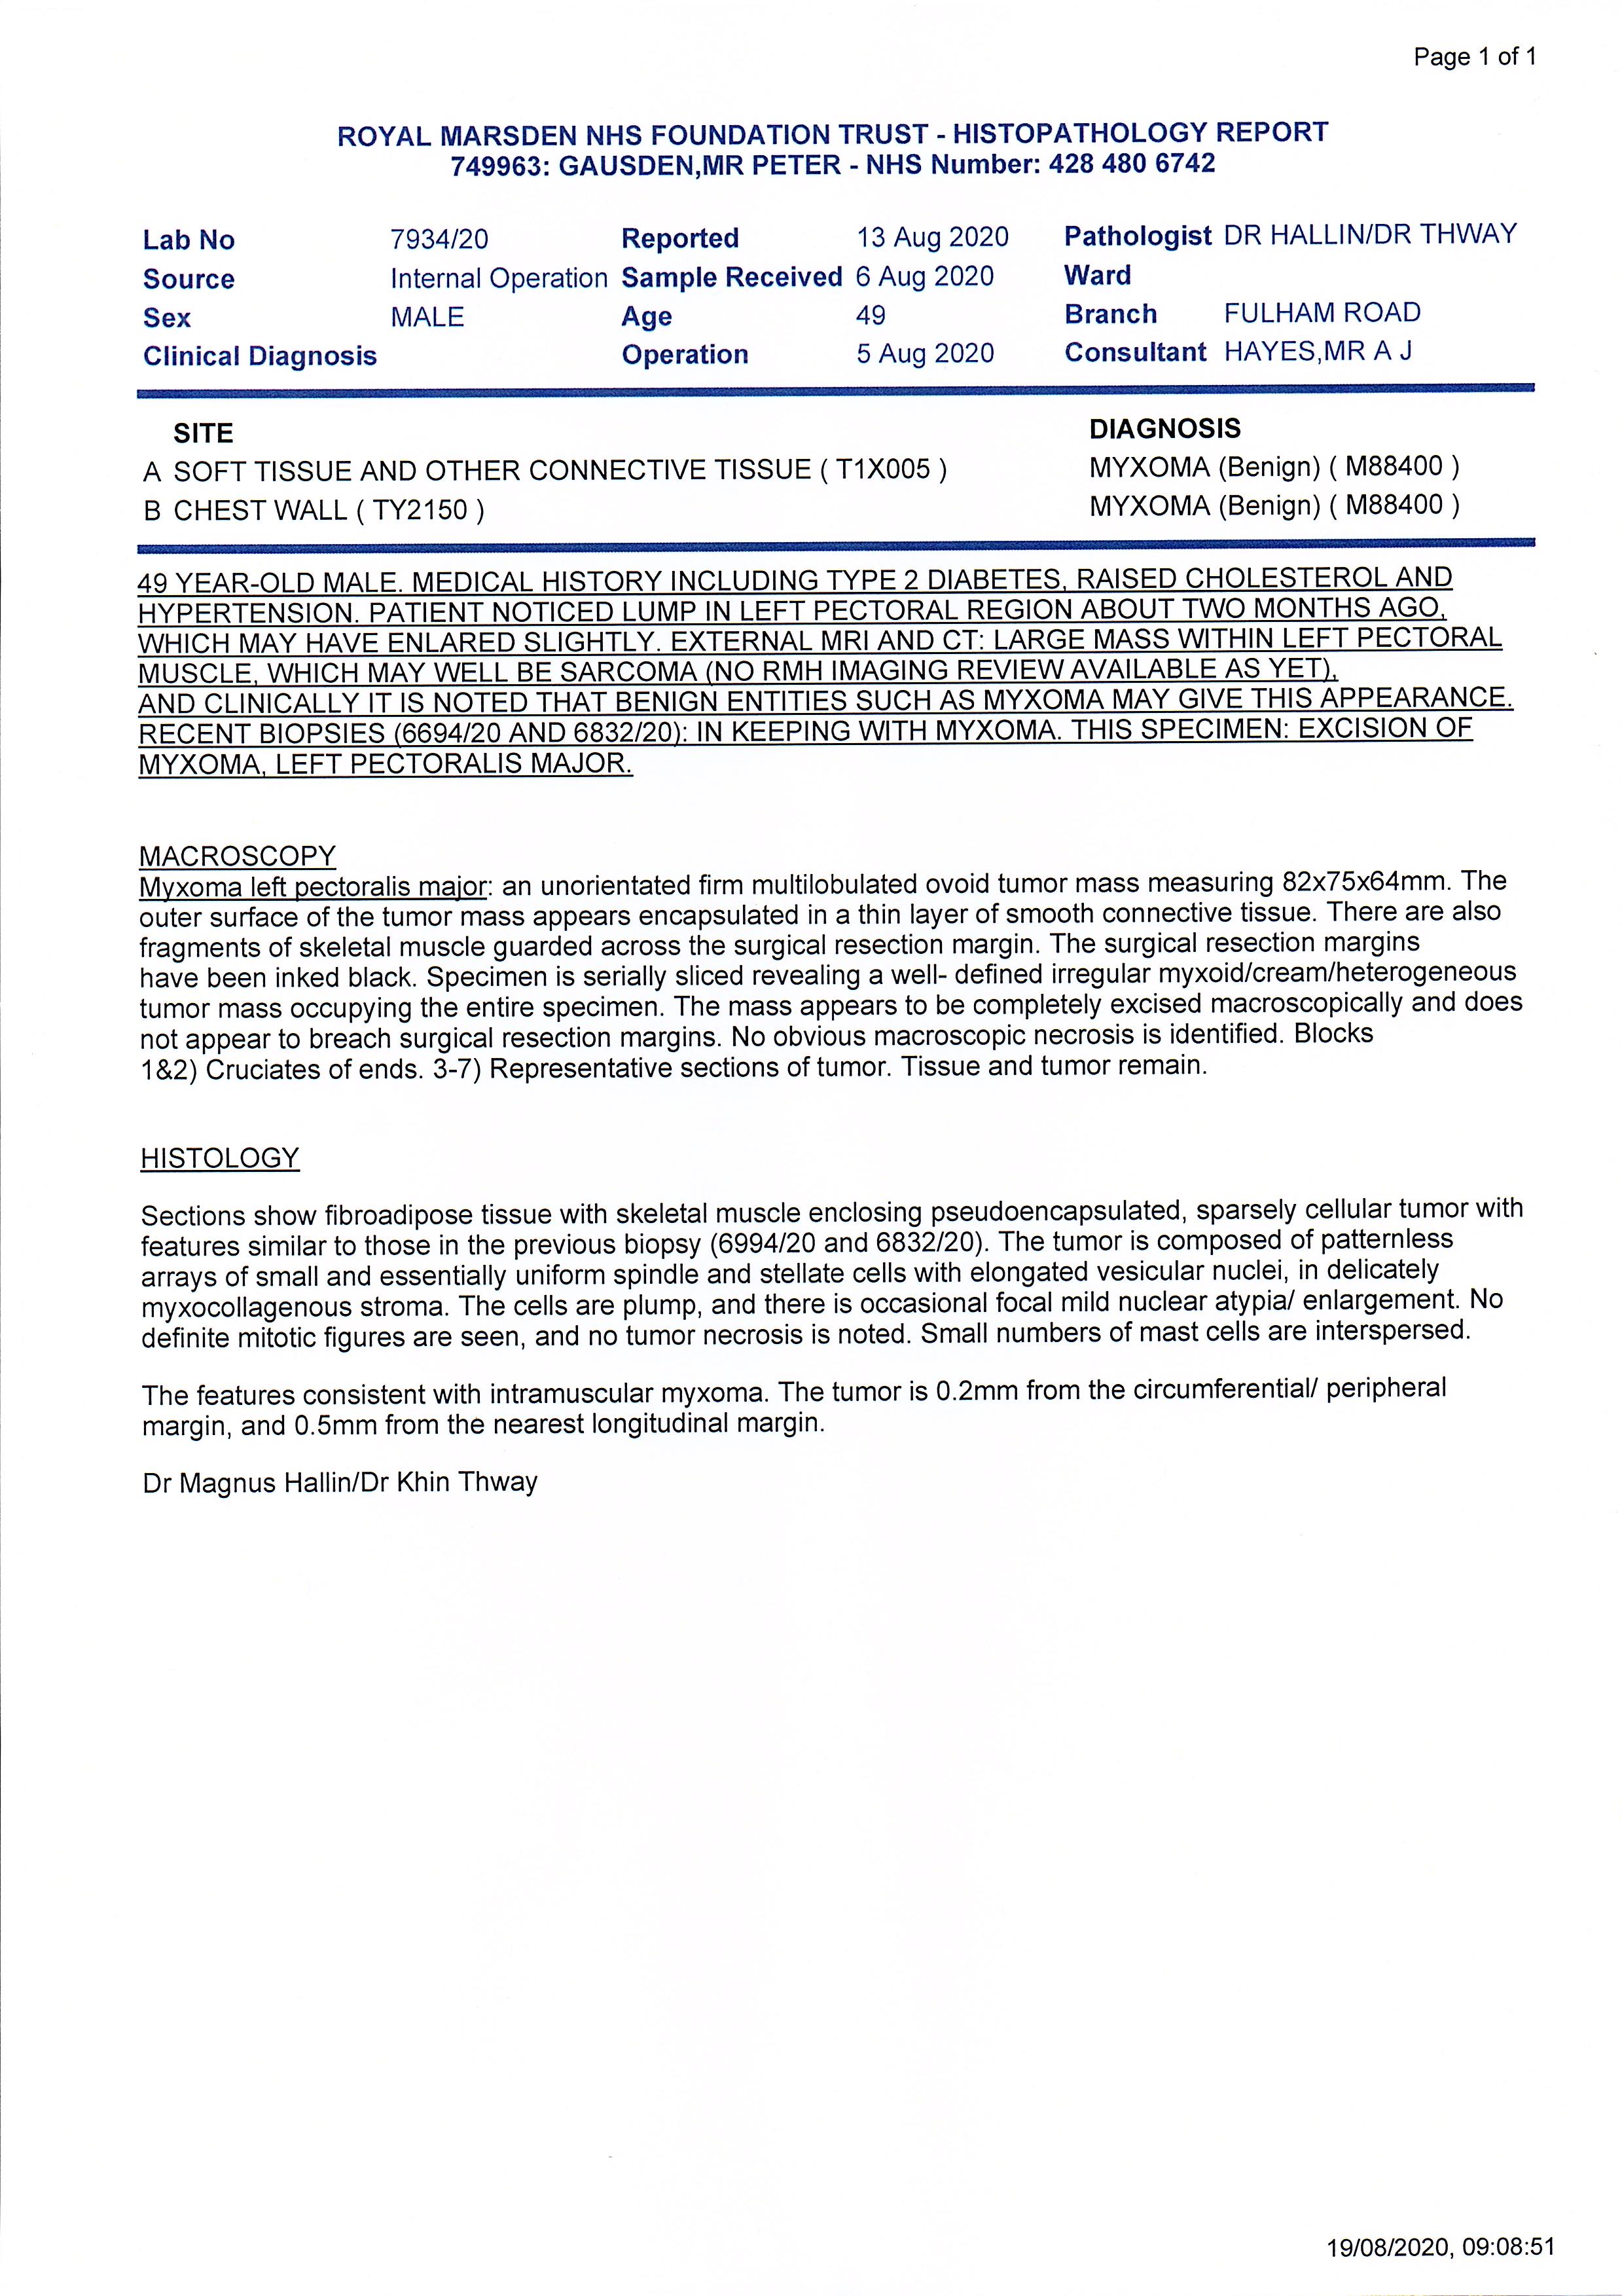 Page 1 of 1
ROYAL MARSDEN NHS FOUNDATION TRUST - HISTOPATHOLOGY REPORT
749963: GAUSDEN,MR PETER - NHS Number: 428 480 6742
Lab No 7934/20 Reported 13 Aug 2020 Pathologist DR HALLIN/DR THWAY
Source Internal Operation Sample Received 6 Aug 2020 Ward
Sex MALE Age 49 Branch FULHAM ROAD
Clinical Diagnosis Operation 5 Aug 2020 Consultant HAYES,MR A J
SITE DIAGNOSIS
A SOFT TISSUE AND OTHER CONNECTIVE TISSUE ( T1X005 ) MYXOMA (Benign) ( M88400 )
B CHEST WALL ( TY2150 ) MYXOMA (Benign) ( M88400 )
49 YEAR-OLD MALE. MEDICAL HISTORY INCLUDING TYPE 2 DIABETES, RAISED CHOLESTEROL AND
HYPERTENSION. PATIENT NOTICED LUMP IN LEFT PECTORAL REGION ABOUT TWO MONTHS AGO,
WHICH MAY HAVE ENLARED SLIGHTLY. EXTERNAL MRI AND CT: LARGE MASS WITHIN LEFT PECTORAL
MUSCLE, WHICH MAY WELL BE SARCOMA (NO RMH IMAGING REVIEW AVAILABLE AS YET),
AND CLINICALLY IT IS NOTED THAT BENIGN ENTITIES SUCH AS MYXOMA MAY GIVE THIS APPEARANCE.
RECENT BIOPSIES (6694/20 AND 6832/20): IN KEEPING WITH MYXOMA. THIS SPECIMEN: EXCISION OF
MYXOMA, LEFT PECTORALIS MAJOR.
MACROSCOPY
Myxoma left pectoralis major: an unorientated firm multilobulated ovoid tumor mass measuring 82x75x64mm. The
outer surface of the tumor mass appears encapsulated in a thin layer of smooth connective tissue. There are also
fragments of skeletal muscle guarded across the surgical resection margin. The surgical resection margins
have been inked black. Specimen is serially sliced revealing a well- defined irregular myxoid/cream/heterogeneous
tumor mass occupying the entire specimen. The mass appears to be completely excised macroscopically and does
not appear to breach surgical resection margins. No obvious macroscopic necrosis is identified. Blocks
1&2) Cruciates of ends. 3-7) Representative sections of tumor. Tissue and tumor remain.
HISTOLOGY
Sections show fibroadipose tissue with skeletal muscle enclosing pseudoencapsulated, sparsely cellular tumor with
features similar to those in the previous biopsy (6994/20 and 6832/20). The tumor is composed of patternless
arrays of small and essentially uniform spindle and stellate cells with elongated vesicular nuclei, in delicately
myxocollagenous stroma. The cells are plump, and there is occasional focal mild nuclear atypia/ enlargement. No
definite mitotic figures are seen, and no tumor necrosis is noted. Small numbers of mast cells are interspersed.
The features consistent with intramuscular myxoma. The tumor is 0.2mm from the circumferential/ peripheral
margin, and 0.5mm from the nearest longitudinal margin.
Dr Magnus Hallin/Dr Khin Thway
19/08/2020, 09:08:51